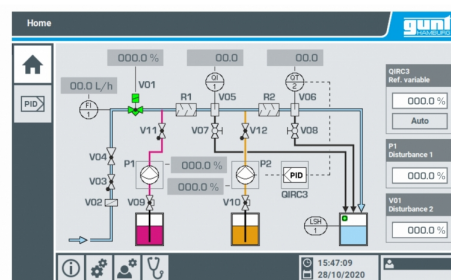 Home
gunt
HAMBURG
000.0 %
00.0
00.0
00.0 L/h
V01
R1
QI
1
V05
R2
QT
2
V06
FI
1
V11
V07
V12
V08
V04
P1
000.0 %
P2
PID
V03
000.0 %
QIRC3
V02
V09
V10
LSH
1
PID
QIRC3
Ref. variable
000.0 %
Auto
P1
Disturbance 1
000.0 %
V01
Disturbance 2
000.0 %
15:47:09
28/10/2020